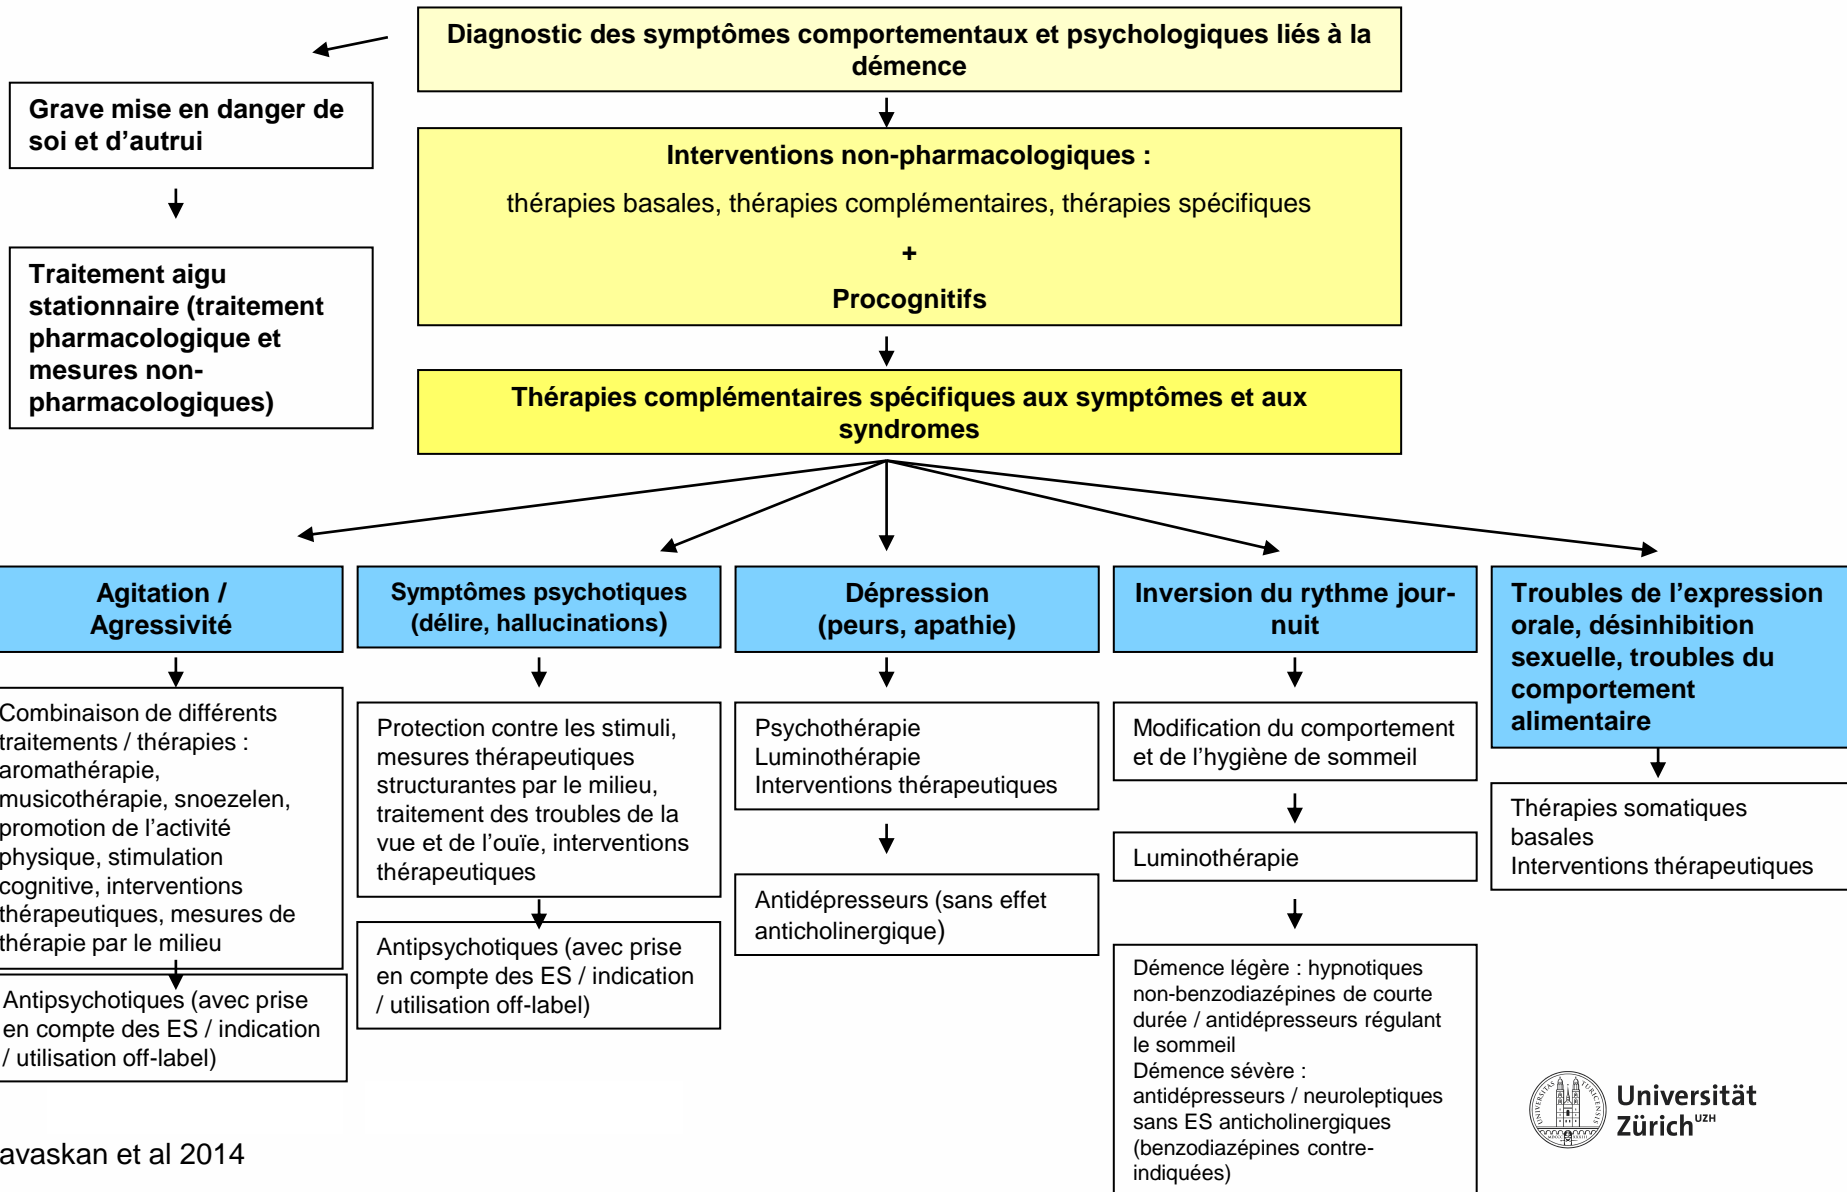 Diagnostic des symptômes comportementaux et psychologiques liés à la
démence
Grave mise en danger de
soi et d'autrui
Interventions non-pharmacologiques :
thérapies basales, thérapies complémentaires, thérapies spécifiques
+
Procognitifs
Traitement aigu
stationnaire (traitement
pharmacologique et
mesures non-
pharmacologiques)
Thérapies complémentaires spécifiques aux symptômes et aux
syndromes
Agitation /
Agressivité
Combinaison de différents
traitements / thérapies :
aromathérapie,
musicothérapie, snoezelen,
promotion de l'activité
physique, stimulation
cognitive, interventions
thérapeutiques, mesures de
thérapie par le milieu
Antipsychotiques (avec prise
en compte des ES / indication
/ utilisation off-label)
Symptômes psychotiques
(délire, hallucinations)
Protection contre les stimuli,
mesures thérapeutiques
structurantes par le milieu,
traitement des troubles de la
vue et de l'ouïe, interventions
thérapeutiques
Antipsychotiques (avec prise
en compte des ES / indication
/ utilisation off-label)
Dépression
(peurs, apathie)
Psychothérapie
Luminothérapie
Interventions thérapeutiques
Antidépresseurs (sans effet
anticholinergique)
Inversion du rythme jour-
nuit
Modification du comportement
et de l'hygiène de sommeil
Luminothérapie
Démence légère : hypnotiques
non-benzodiazépines de courte
durée / antidépresseurs régulant
le sommeil
Démence sévère :
antidépresseurs / neuroleptiques
sans ES anticholinergiques
(benzodiazépines contre-
indiquées)
Troubles de l'expression
orale, désinhibition
sexuelle, troubles du
comportement
alimentaire
Thérapies somatiques
basales
Interventions thérapeutiques
avaskan et al 2014
Universität
Zürich UZH